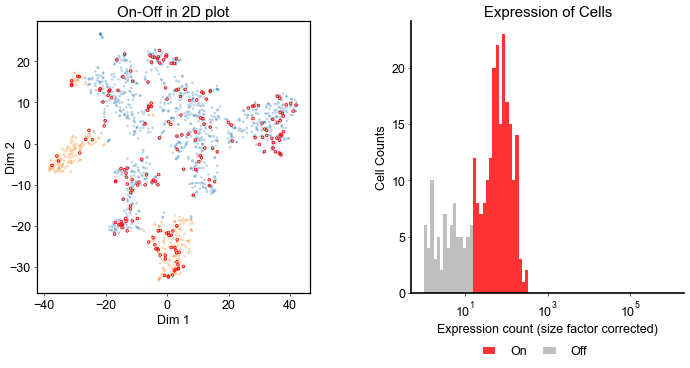 On-Off in 2D plot
Dim 2
20
10
0
−10
−20
−30
−40
−20
0
20
40
Dim 1
Expression of Cells
Cell Counts
20
15
10
5
0
10^1
10^3
10^5
Expression count (size factor corrected)
On
Off